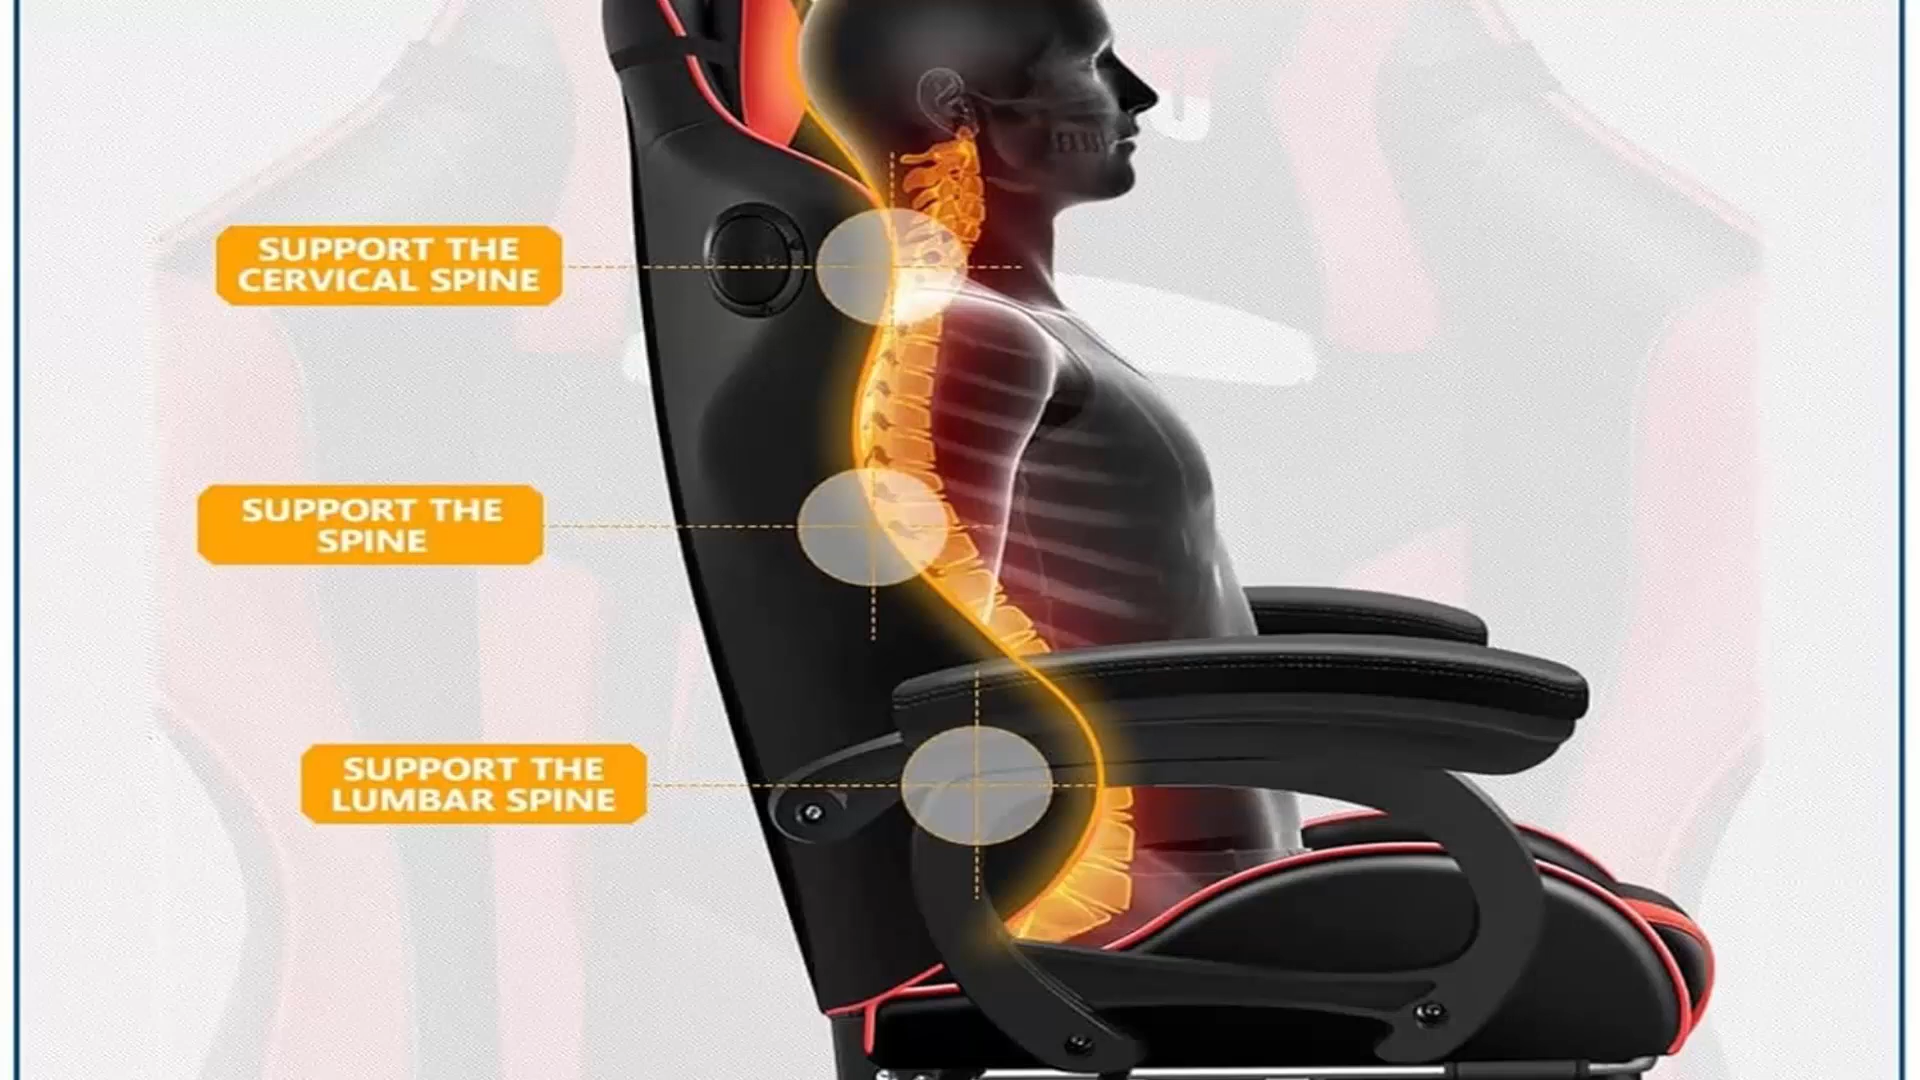 SUPPORT THE
CERVICAL SPINE
SUPPORT THE
SPINE
SUPPORT THE
LUMBAR SPINE